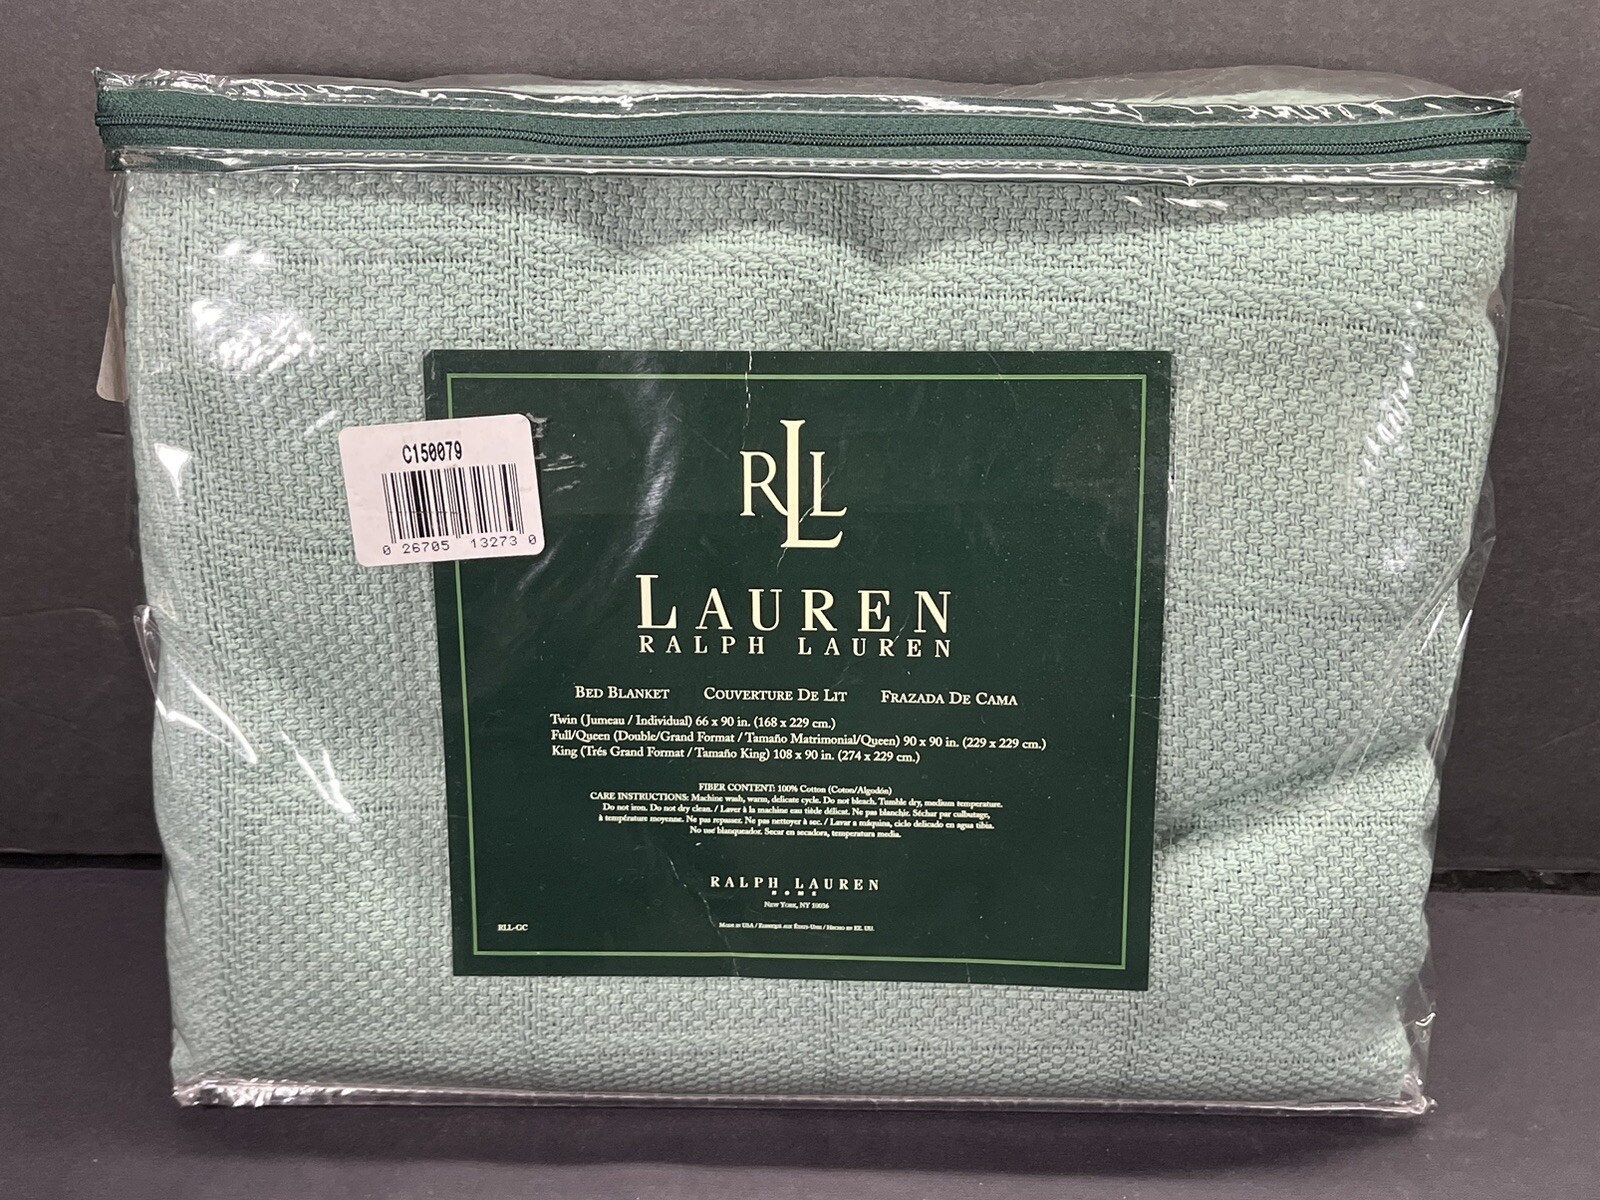 C150079
0 26705 13273 0
RLL
LAUREN
RALPH LAUREN
BED BLANKET COUVERTURE DE LIT FRAZADA DE CAMA
Twin (Jumeau / Individual) 66 x 90 in. (168 x 229 cm.)
Full/Queen (Double/Grand Format / Tamaño Matrimonial/Queen) 90 x 90 in. (229 x 229 cm.)
King (Trés Grand Format / Tamaño King) 108 x 90 in. (274 x 229 cm.)
FIBER CONTENT: 100% Cotton (Coton/Algodón)
CARE INSTRUCTIONS: Machine wash, warm, delicate cycle. Do not bleach. Tumble dry, medium temperature.
Do not iron. Do not dry clean. / Laver à la machine eau tiède délicat. Ne pas blanchir. Séchar par culbutage,
à température moyenne. Ne pas repasser. Ne pas nettoyer à sec. / Lavar a máquina, ciclo delicado en agua tibia.
No use blanqueador. Secar en secadora, temperatura media.
RALPH LAUREN
HOME
New York, NY 10036
RLL-GC
MADE IN USA / FABRIQUÉ AUX ÉTATS-UNIS / HECHO EN EE. UU.